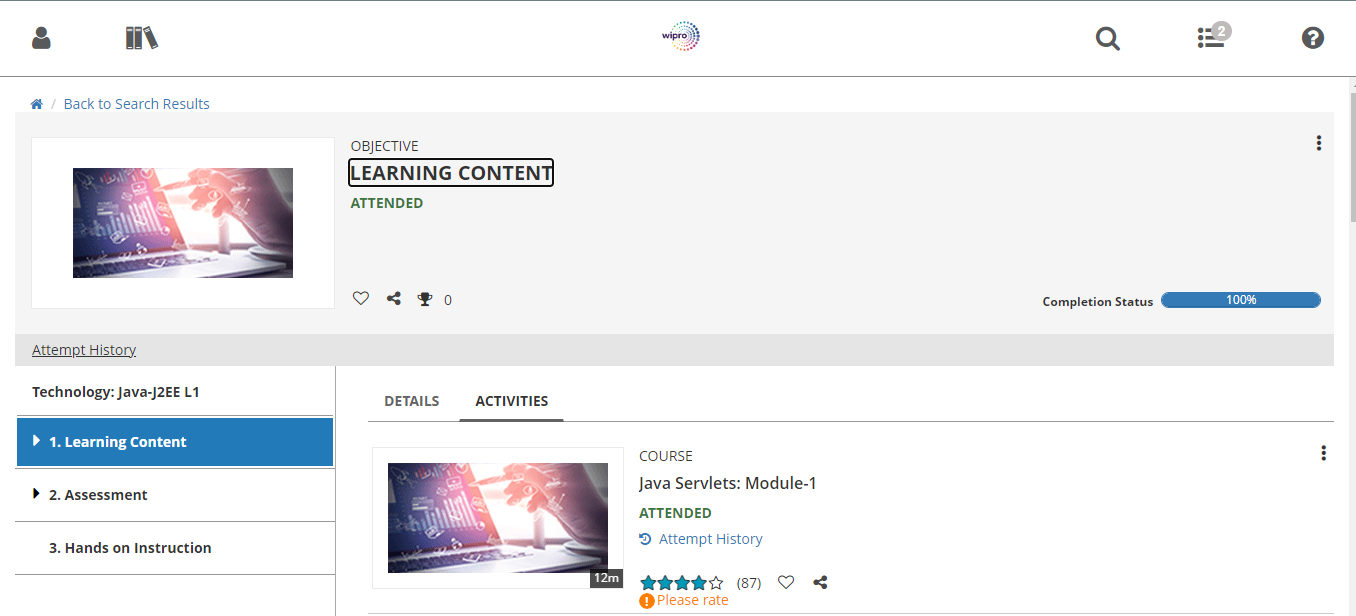 wipro
2
/ Back to Search Results
OBJECTIVE
LEARNING CONTENT
ATTENDED
0
Completion Status 100%
Attempt History
Technology: Java-J2EE L1
1. Learning Content
2. Assessment
3. Hands on Instruction
DETAILS ACTIVITIES
COURSE
Java Servlets: Module-1
ATTENDED
Attempt History
12m
(87)
Please rate